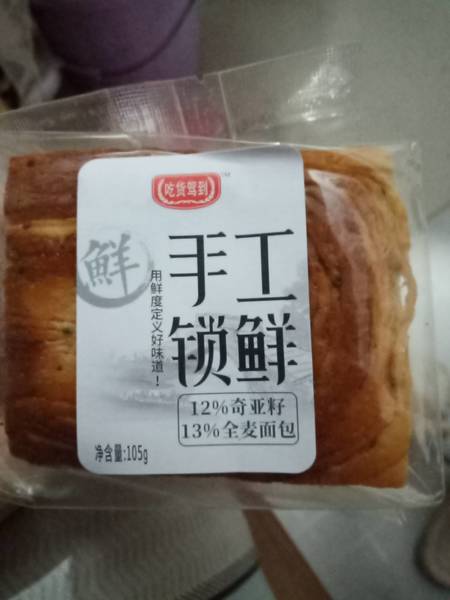 吃货驾到
TM
手工
锁鲜
鲜
用鲜度定义好味道！
12%奇亚籽
13%全麦面包
净含量:105g